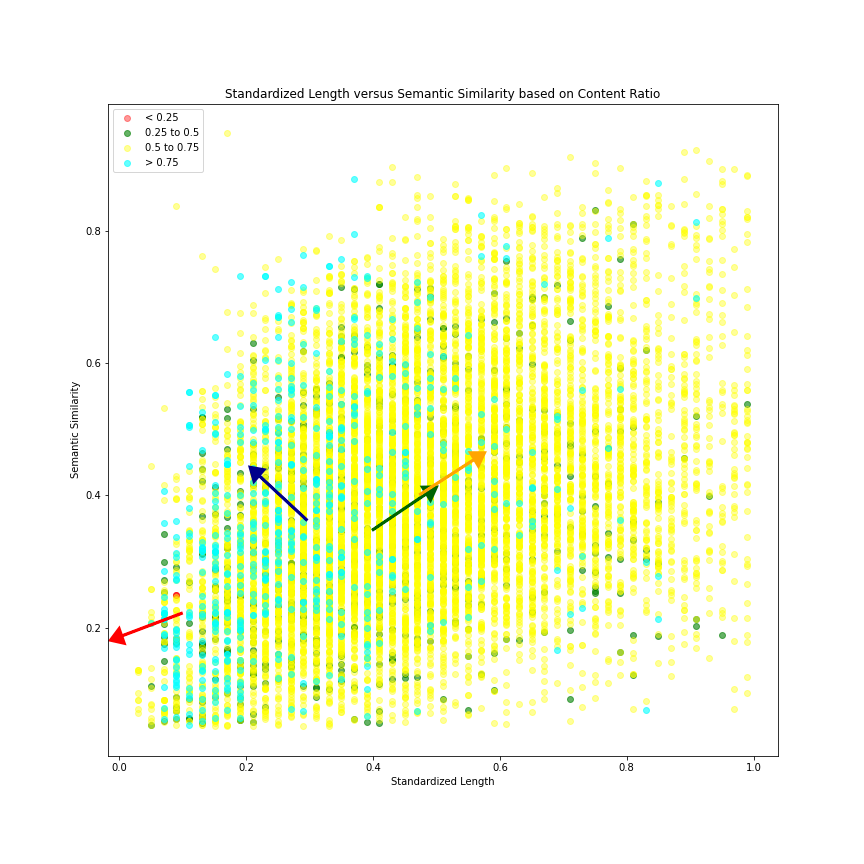 Standardized Length versus Semantic Similarity based on Content Ratio
< 0.25
0.25 to 0.5
0.5 to 0.75
> 0.75
Semantic Similarity
0.8
0.6
0.4
0.2
0.0 0.2 0.4 0.6 0.8 1.0
Standardized Length